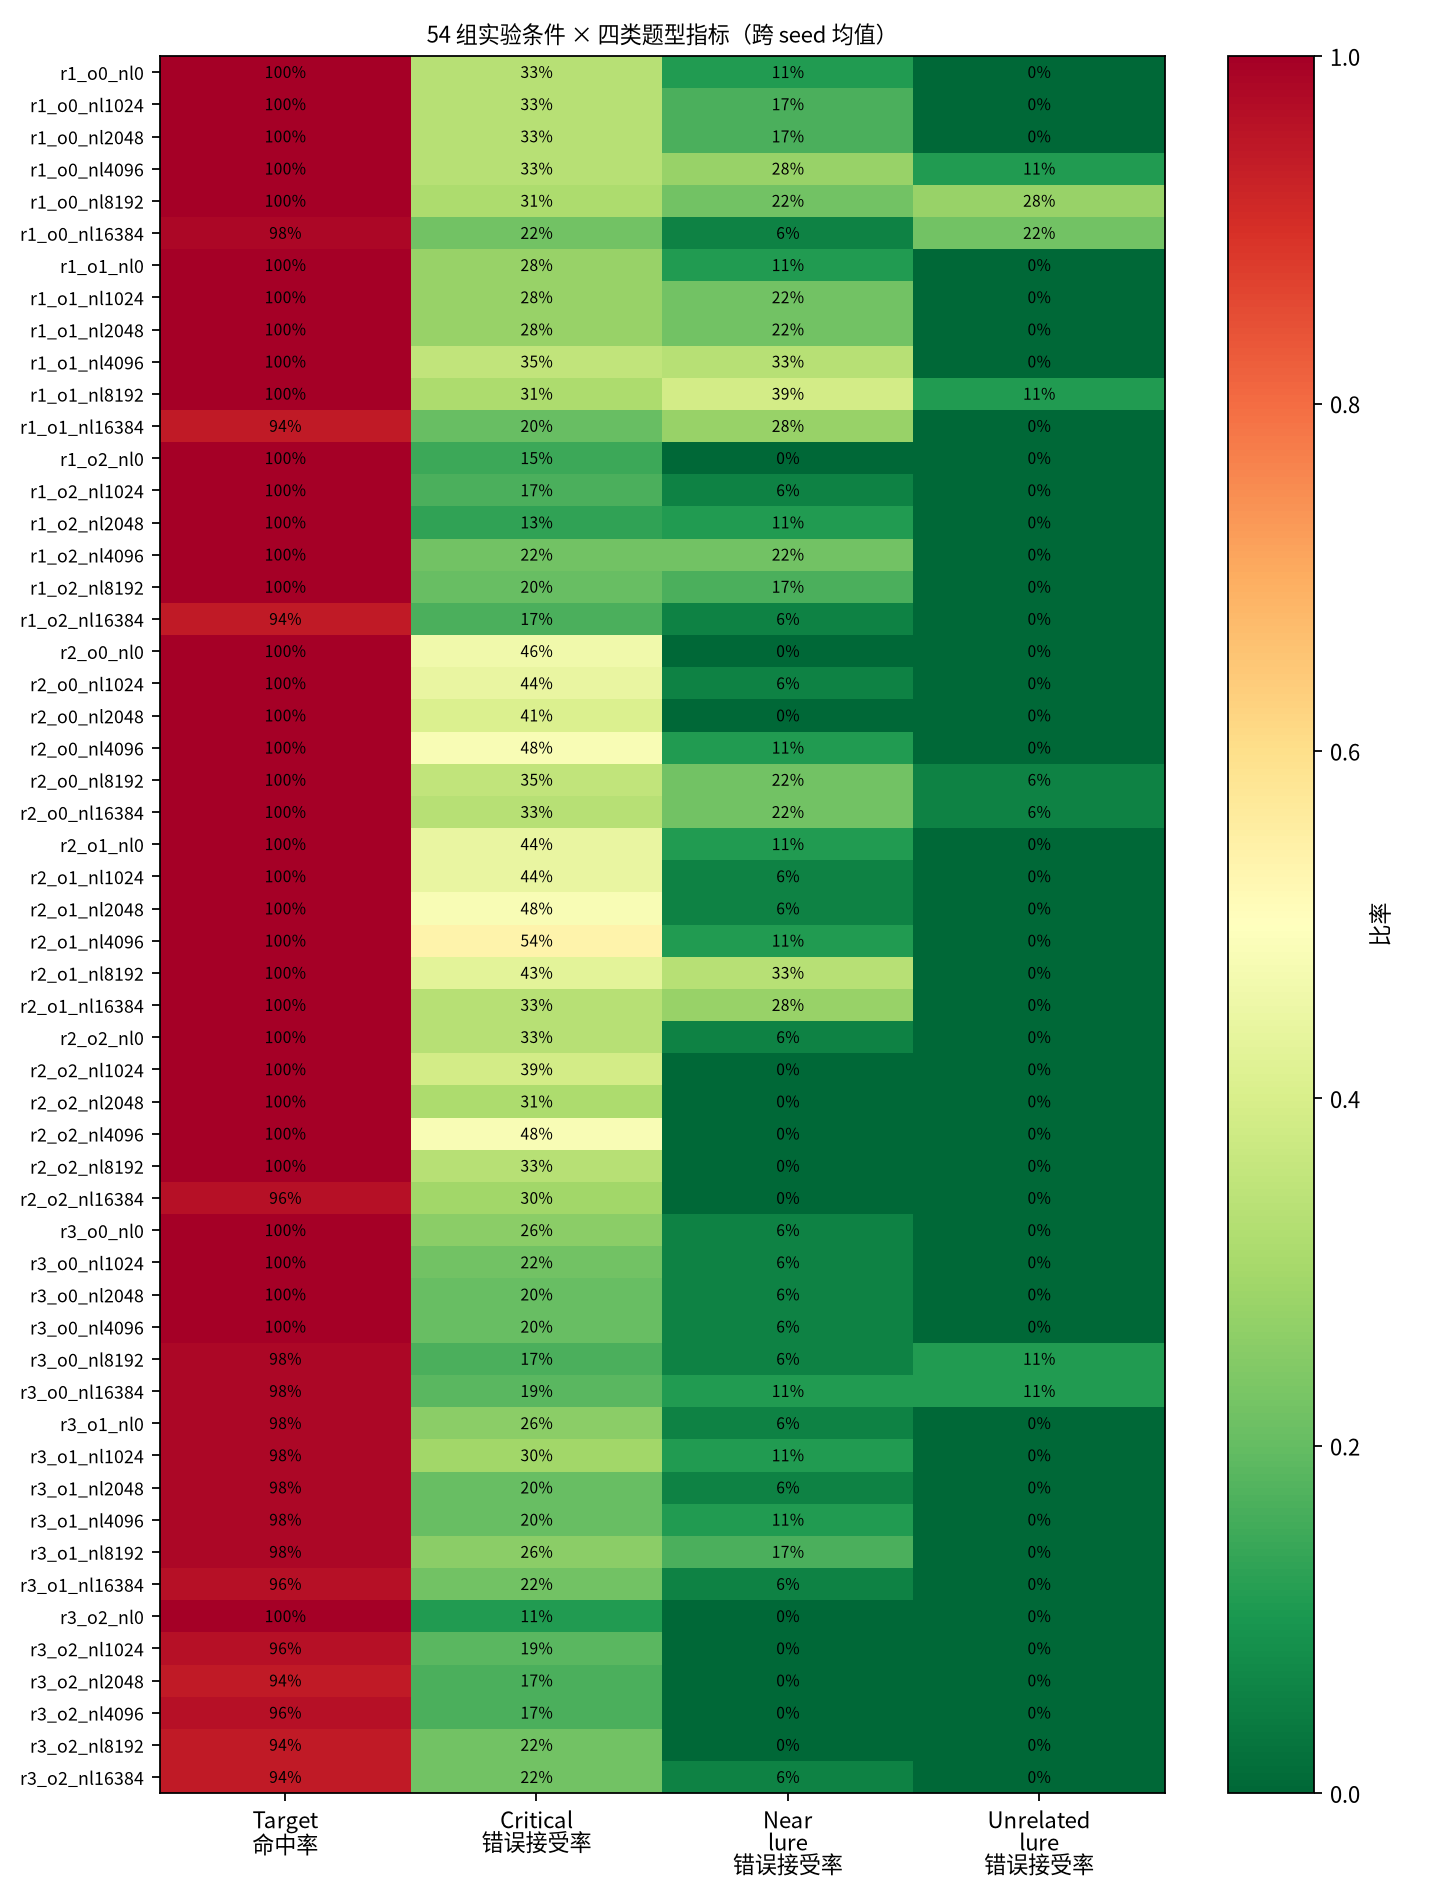 54 组实验条件 × 四类题型指标（跨 seed 均值）
r1_o0_nl0 100% 33% 11% 0%
r1_o0_nl1024 100% 33% 17% 0%
r1_o0_nl2048 100% 33% 17% 0%
r1_o0_nl4096 100% 33% 28% 11%
r1_o0_nl8192 100% 31% 22% 28%
r1_o0_nl16384 98% 22% 6% 22%
r1_o1_nl0 100% 28% 11% 0%
r1_o1_nl1024 100% 28% 22% 0%
r1_o1_nl2048 100% 28% 22% 0%
r1_o1_nl4096 100% 35% 33% 0%
r1_o1_nl8192 100% 31% 39% 11%
r1_o1_nl16384 94% 20% 28% 0%
r1_o2_nl0 100% 15% 0% 0%
r1_o2_nl1024 100% 17% 6% 0%
r1_o2_nl2048 100% 13% 11% 0%
r1_o2_nl4096 100% 22% 22% 0%
r1_o2_nl8192 100% 20% 17% 0%
r1_o2_nl16384 94% 17% 6% 0%
r2_o0_nl0 100% 46% 0% 0%
r2_o0_nl1024 100% 44% 6% 0%
r2_o0_nl2048 100% 41% 0% 0%
r2_o0_nl4096 100% 48% 11% 0%
r2_o0_nl8192 100% 35% 22% 6%
r2_o0_nl16384 100% 33% 22% 6%
r2_o1_nl0 100% 44% 11% 0%
r2_o1_nl1024 100% 44% 6% 0%
r2_o1_nl2048 100% 48% 6% 0%
r2_o1_nl4096 100% 54% 11% 0%
r2_o1_nl8192 100% 43% 33% 0%
r2_o1_nl16384 100% 33% 28% 0%
r2_o2_nl0 100% 33% 6% 0%
r2_o2_nl1024 100% 39% 0% 0%
r2_o2_nl2048 100% 31% 0% 0%
r2_o2_nl4096 100% 48% 0% 0%
r2_o2_nl8192 100% 33% 0% 0%
r2_o2_nl16384 96% 30% 0% 0%
r3_o0_nl0 100% 26% 6% 0%
r3_o0_nl1024 100% 22% 6% 0%
r3_o0_nl2048 100% 20% 6% 0%
r3_o0_nl4096 100% 20% 6% 0%
r3_o0_nl8192 98% 17% 6% 11%
r3_o0_nl16384 98% 19% 11% 11%
r3_o1_nl0 98% 26% 6% 0%
r3_o1_nl1024 98% 30% 11% 0%
r3_o1_nl2048 98% 20% 6% 0%
r3_o1_nl4096 98% 20% 11% 0%
r3_o1_nl8192 98% 26% 17% 0%
r3_o1_nl16384 96% 22% 6% 0%
r3_o2_nl0 100% 11% 0% 0%
r3_o2_nl1024 96% 19% 0% 0%
r3_o2_nl2048 94% 17% 0% 0%
r3_o2_nl4096 96% 17% 0% 0%
r3_o2_nl8192 94% 22% 0% 0%
r3_o2_nl16384 94% 22% 6% 0%
Target
命中率
Critical
错误接受率
Near
lure
错误接受率
Unrelated
lure
错误接受率
1.0
0.8
0.6
0.4
0.2
0.0
比率